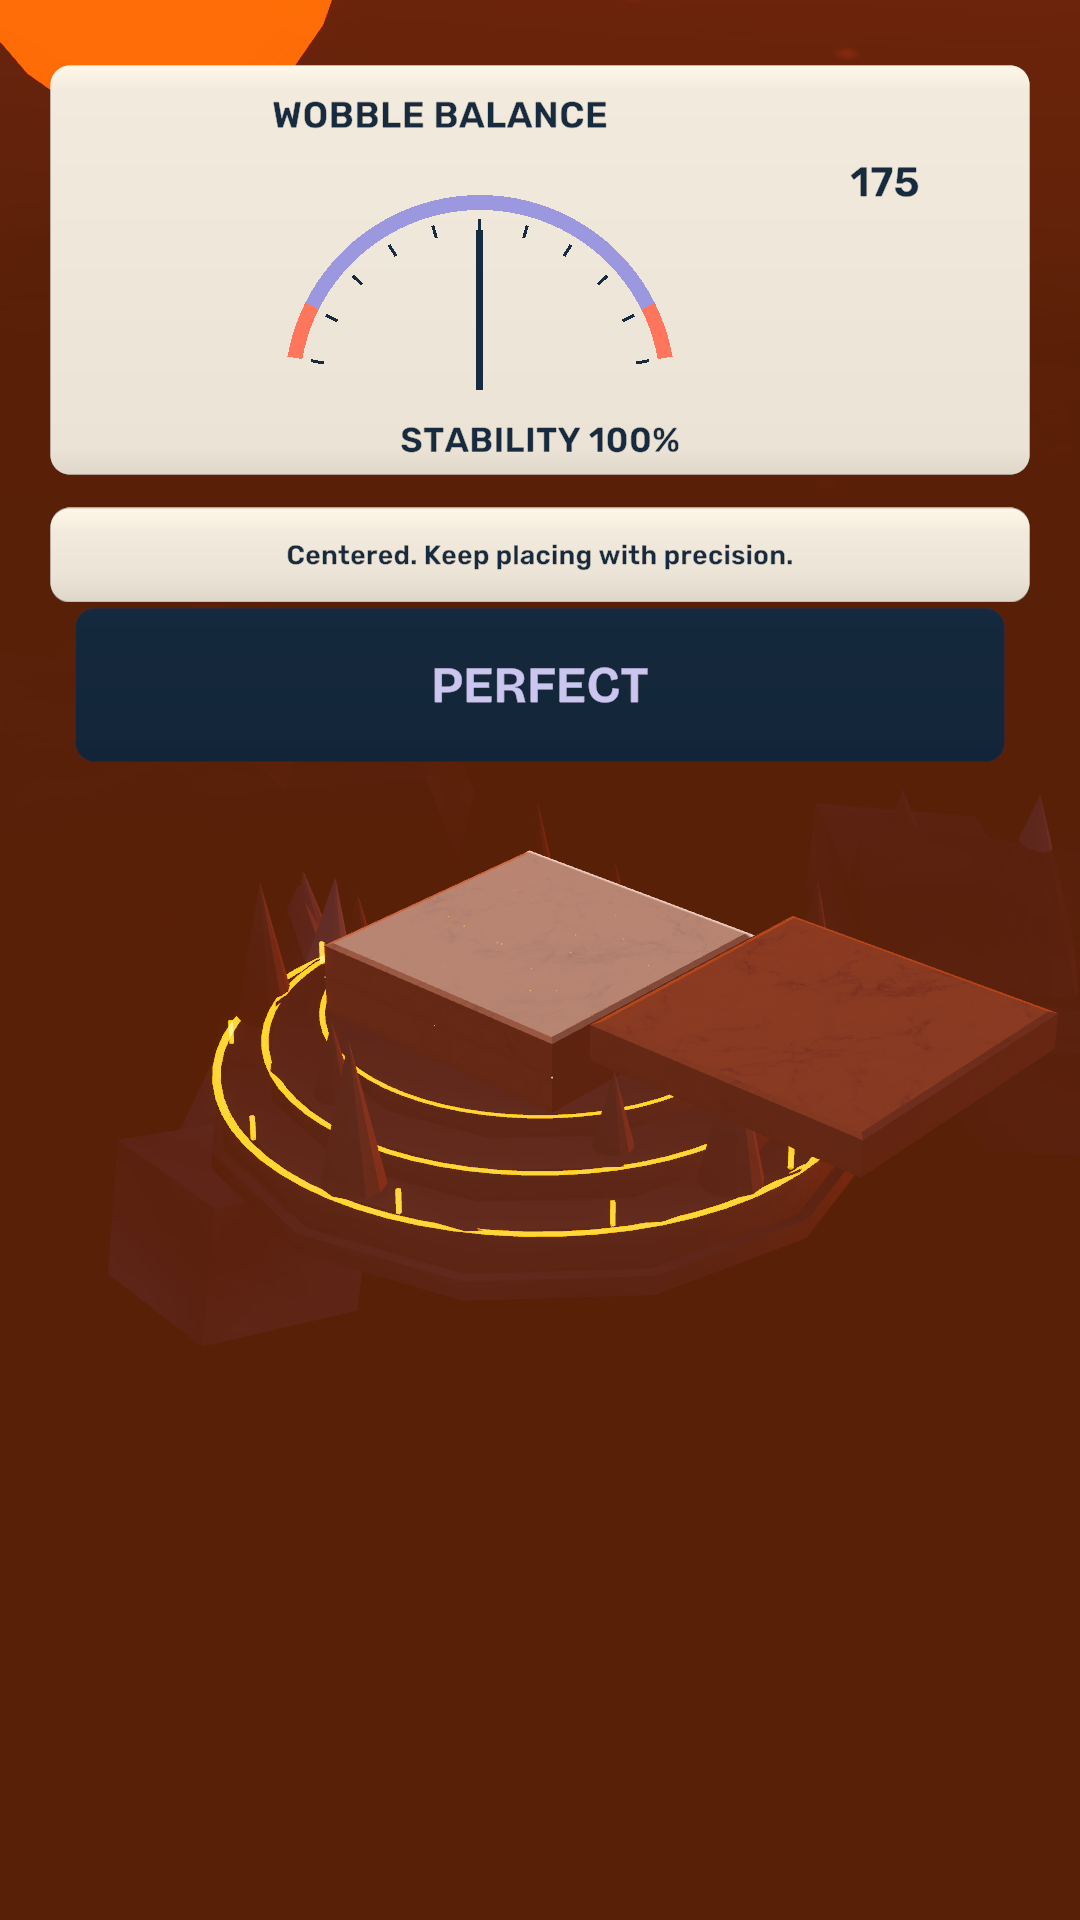 WOBBLE BALANCE
175
STABILITY 100%
Centered. Keep placing with precision.
PERFECT